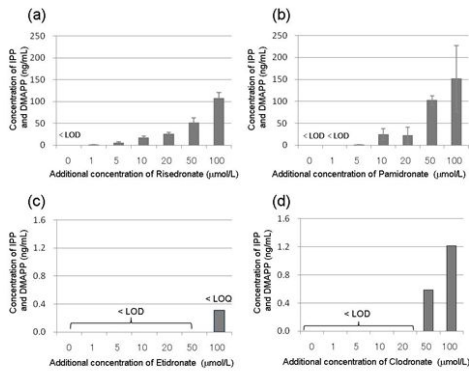 (a)
Concentration of IPP
and DMAPP (ng/mL)
250
200
150
100
50
0
< LOD
0 1 5 10 20 50 100
Additional concentration of Risedronate (μmol/L)
(b)
Concentration of IPP
and DMAPP (ng/mL)
250
200
150
100
50
0
< LOD < LOD
0 1 5 10 20 50 100
Additional concentration of Pamidronate (μmol/L)
(c)
Concentration of IPP
and DMAPP (ng/mL)
1.6
1.2
0.8
0.4
0.0
< LOD
< LOQ
0 1 5 10 20 50 100
Additional concentration of Etidronate (μmol/L)
(d)
Concentration of IPP
and DMAPP (ng/mL)
1.6
1.2
0.8
0.4
0.0
< LOD
0 1 5 10 20 50 100
Additional concentration of Clodronate (μmol/L)